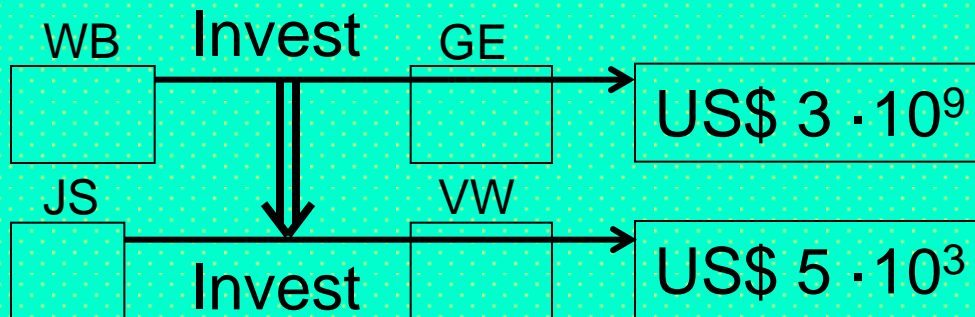 WB Invest GE
US$ 3 ·10⁹
JS VW
Invest US$ 5 ·10³